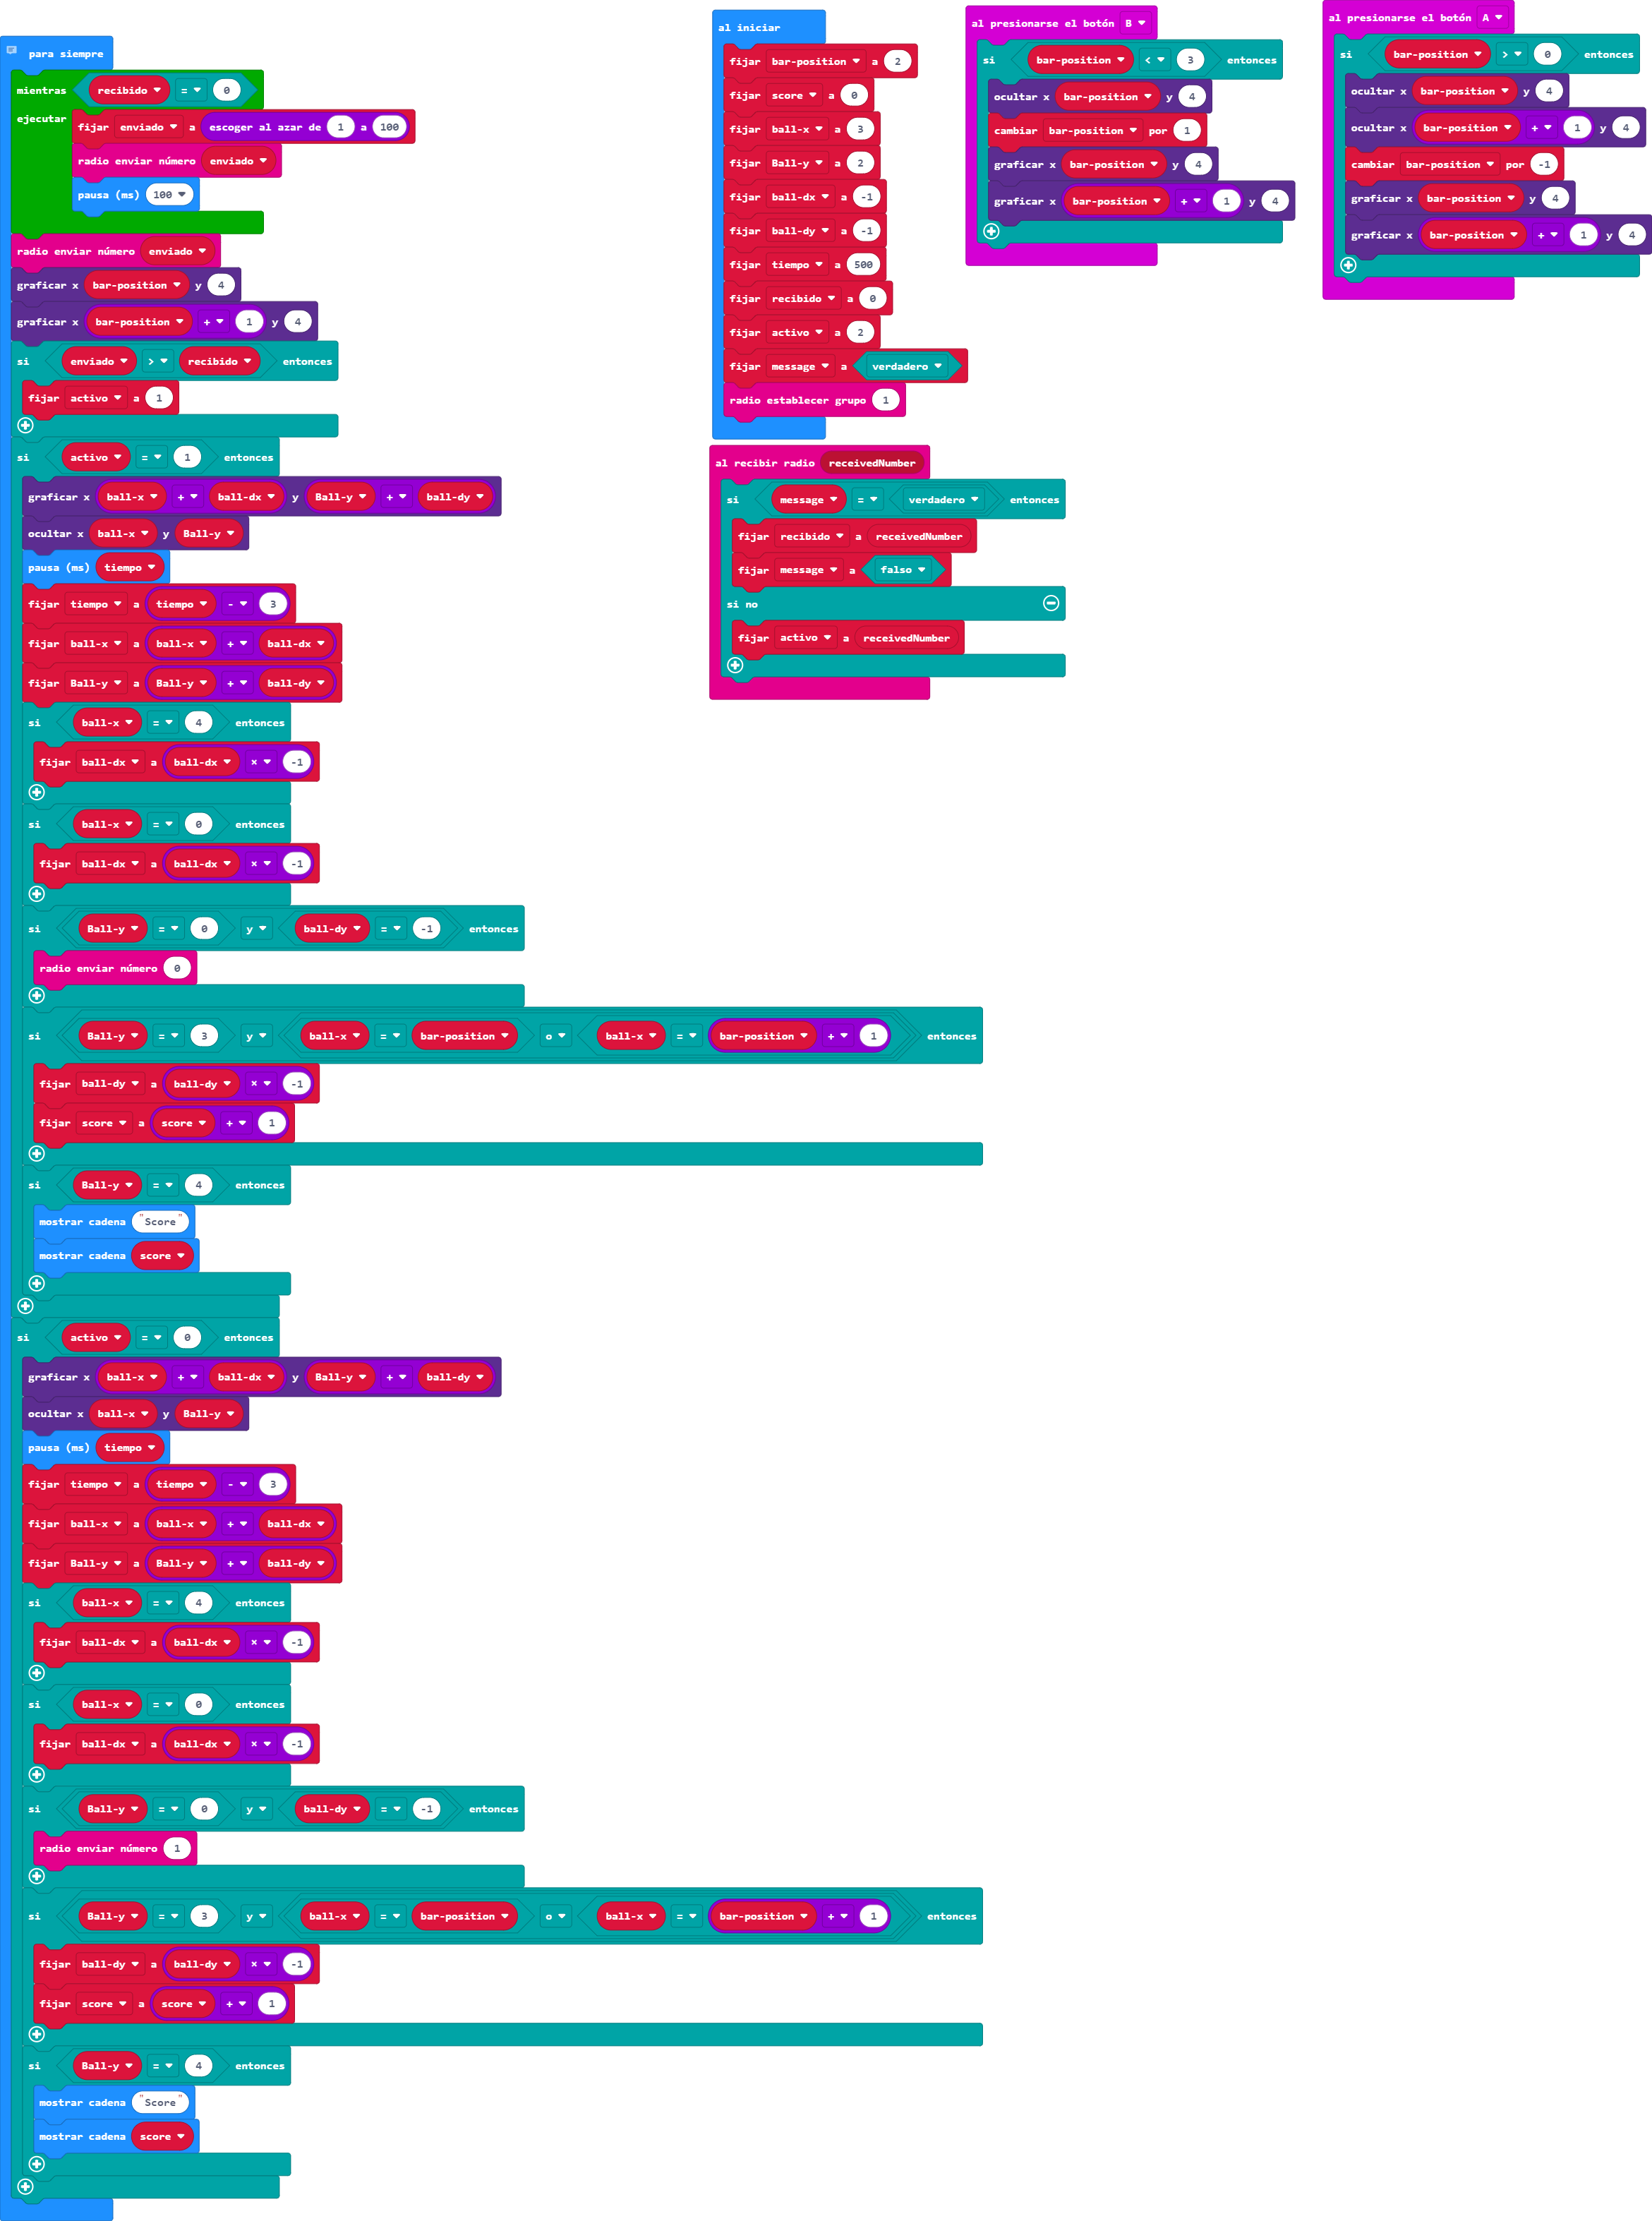 para siempre
mientras recibido = 0
ejecutar
fijar enviado a escoger al azar de 1 a 100
radio enviar número enviado
pausa (ms) 100
radio enviar número enviado
graficar x bar-position y 4
graficar x bar-position + 1 y 4
si enviado > recibido entonces
fijar activo a 1
si activo = 1 entonces
graficar x ball-x + ball-dx y Ball-y + ball-dy
ocultar x ball-x y Ball-y
pausa (ms) tiempo
fijar tiempo a tiempo - 3
fijar ball-x a ball-x + ball-dx
fijar Ball-y a Ball-y + ball-dy
si ball-x = 4 entonces
fijar ball-dx a ball-dx × -1
si ball-x = 0 entonces
fijar ball-dx a ball-dx × -1
si Ball-y = 0 y ball-dy = -1 entonces
radio enviar número 0
si Ball-y = 3 y ball-x = bar-position o ball-x = bar-position + 1 entonces
fijar ball-dy a ball-dy × -1
fijar score a score + 1
si Ball-y = 4 entonces
mostrar cadena "Score"
mostrar cadena score
si activo = 0 entonces
graficar x ball-x + ball-dx y Ball-y + ball-dy
ocultar x ball-x y Ball-y
pausa (ms) tiempo
fijar tiempo a tiempo - 3
fijar ball-x a ball-x + ball-dx
fijar Ball-y a Ball-y + ball-dy
si ball-x = 4 entonces
fijar ball-dx a ball-dx × -1
si ball-x = 0 entonces
fijar ball-dx a ball-dx × -1
si Ball-y = 0 y ball-dy = -1 entonces
radio enviar número 1
si Ball-y = 3 y ball-x = bar-position o ball-x = bar-position + 1 entonces
fijar ball-dy a ball-dy × -1
fijar score a score + 1
si Ball-y = 4 entonces
mostrar cadena "Score"
mostrar cadena score
al iniciar
fijar bar-position a 2
fijar score a 0
fijar ball-x a 3
fijar Ball-y a 2
fijar ball-dx a -1
fijar ball-dy a -1
fijar tiempo a 500
fijar recibido a 0
fijar activo a 2
fijar message a verdadero
radio establecer grupo 1
al recibir radio receivedNumber
si message = verdadero entonces
fijar recibido a receivedNumber
fijar message a falso
si no
fijar activo a receivedNumber
al presionarse el botón B
si bar-position < 3 entonces
ocultar x bar-position y 4
cambiar bar-position por 1
graficar x bar-position y 4
graficar x bar-position + 1 y 4
al presionarse el botón A
si bar-position > 0 entonces
ocultar x bar-position y 4
ocultar x bar-position + 1 y 4
cambiar bar-position por -1
graficar x bar-position y 4
graficar x bar-position + 1 y 4